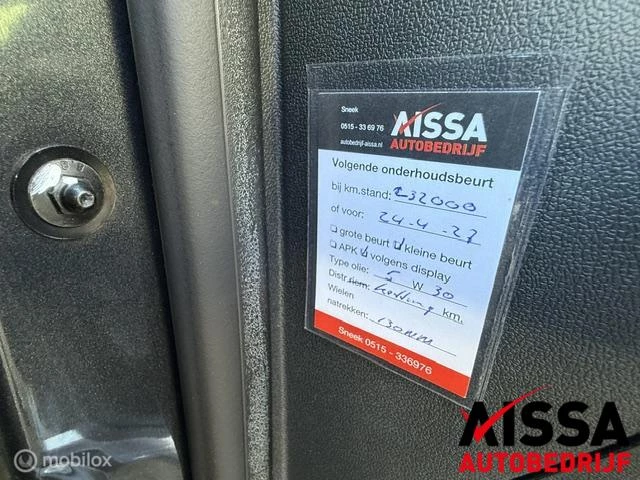 Sneek
0515 - 33 69 76
autobedrijf-aissa.nl
AISSA
AUTOBEDRIJF
Volgende onderhoudsbeurt
bij km.stand: 232000
of voor: 24-4-27
grote beurt kleine beurt
APK volgens display
Type olie: 5 W 30
Distr.riem: ketting km.
Wielen
natrekken: 130NM
Sneek 0515 - 336976
AISSA
AUTOBEDRIJF
mobilox